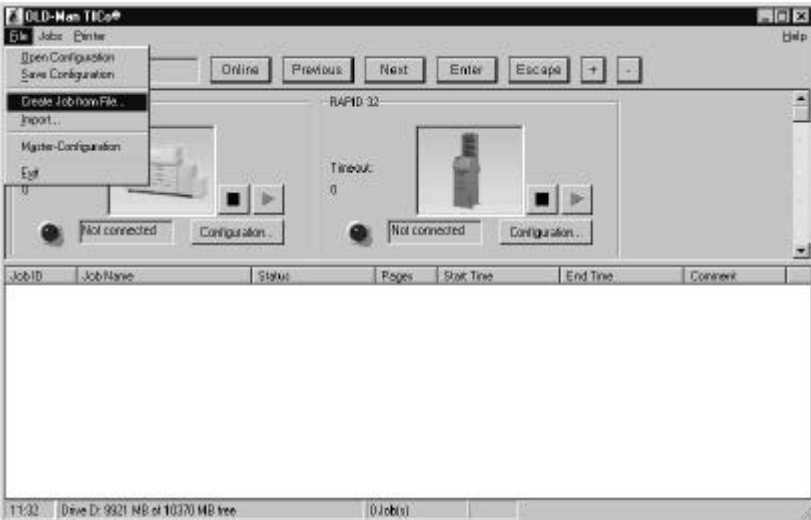 OLD-Man TICo®
File Jobs Printer Help
Open Configuration
Save Configuration
Create Job from File...
Import...
Master-Configuration
Exit
Online Previous Next Enter Escape + -
RAPID 32
Timeout:
0
0
Not connected Configuration...
Not connected Configuration...
Job ID Job Name Status Pages Start Time End Time Comment
11:32 Drive D: 9921 MB of 10370 MB free 0 Job(s)